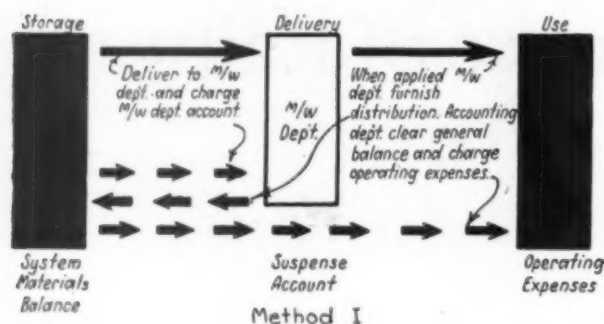 Storage
Delivery
Use
Deliver to M/W
dept. and charge
M/W dept. account
M/W
Dept.
When applied M/W
dept. furnish
distribution. Accounting
dept. clear general
balance and charge
operating expenses.
System
Materials
Balance
Suspense
Account
Operating
Expenses
Method I